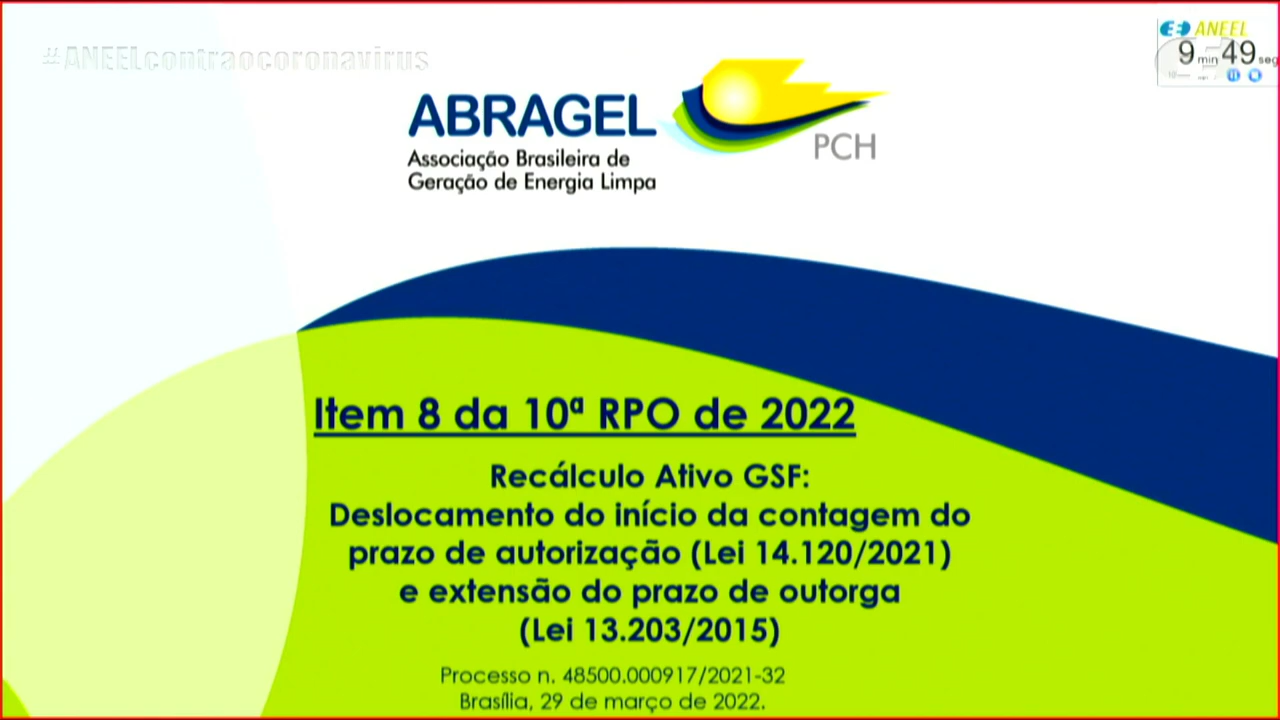 #ANEELcontraocoronavirus
ANEEL
9 min 49 seg
ABRAGEL
Associação Brasileira de
Geração de Energia Limpa
PCH
Item 8 da 10ª RPO de 2022
Recálculo Ativo GSF:
Deslocamento do início da contagem do
prazo de autorização (Lei 14.120/2021)
e extensão do prazo de outorga
(Lei 13.203/2015)
Processo n. 48500.000917/2021-32
Brasília, 29 de março de 2022.